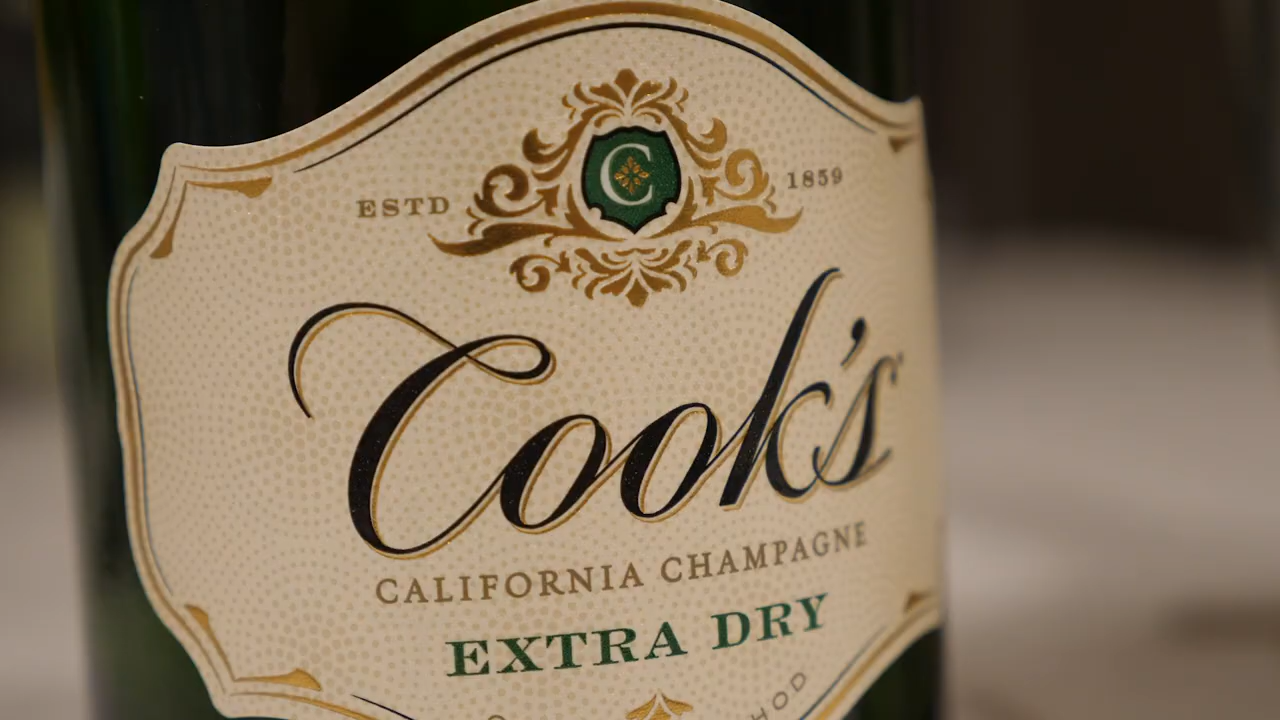 C
ESTD 1859
Cook's
CALIFORNIA CHAMPAGNE
EXTRA DRY